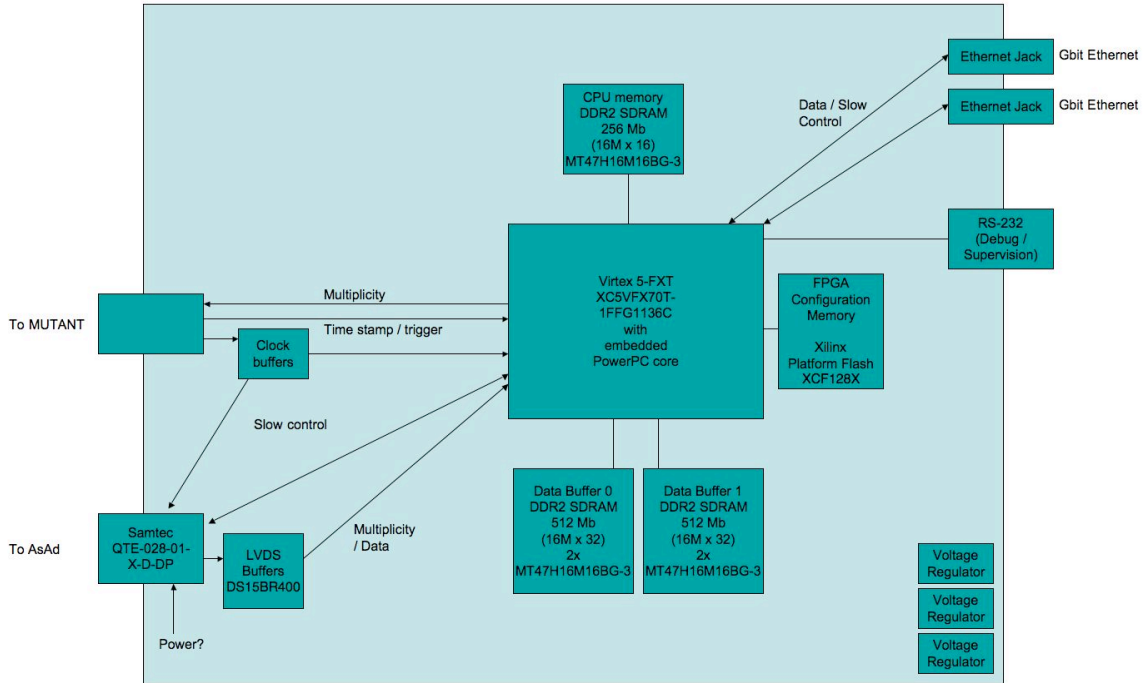 Ethernet Jack
Gbit Ethernet
Ethernet Jack
Gbit Ethernet
CPU memory
DDR2 SDRAM
256 Mb
(16M x 16)
MT47H16M16BG-3
Data / Slow
Control
RS-232
(Debug /
Supervision)
Virtex 5-FXT
XC5VFX70T-
1FFG1136C
with
embedded
PowerPC core
FPGA
Configuration
Memory
Xilinx
Platform Flash
XCF128X
To MUTANT
Multiplicity
Time stamp / trigger
Clock
buffers
Slow control
To AsAd
Samtec
QTE-028-01-
X-D-DP
LVDS
Buffers
DS15BR400
Multiplicity
/ Data
Power?
Data Buffer 0
DDR2 SDRAM
512 Mb
(16M x 32)
2x
MT47H16M16BG-3
Data Buffer 1
DDR2 SDRAM
512 Mb
(16M x 32)
2x
MT47H16M16BG-3
Voltage
Regulator
Voltage
Regulator
Voltage
Regulator